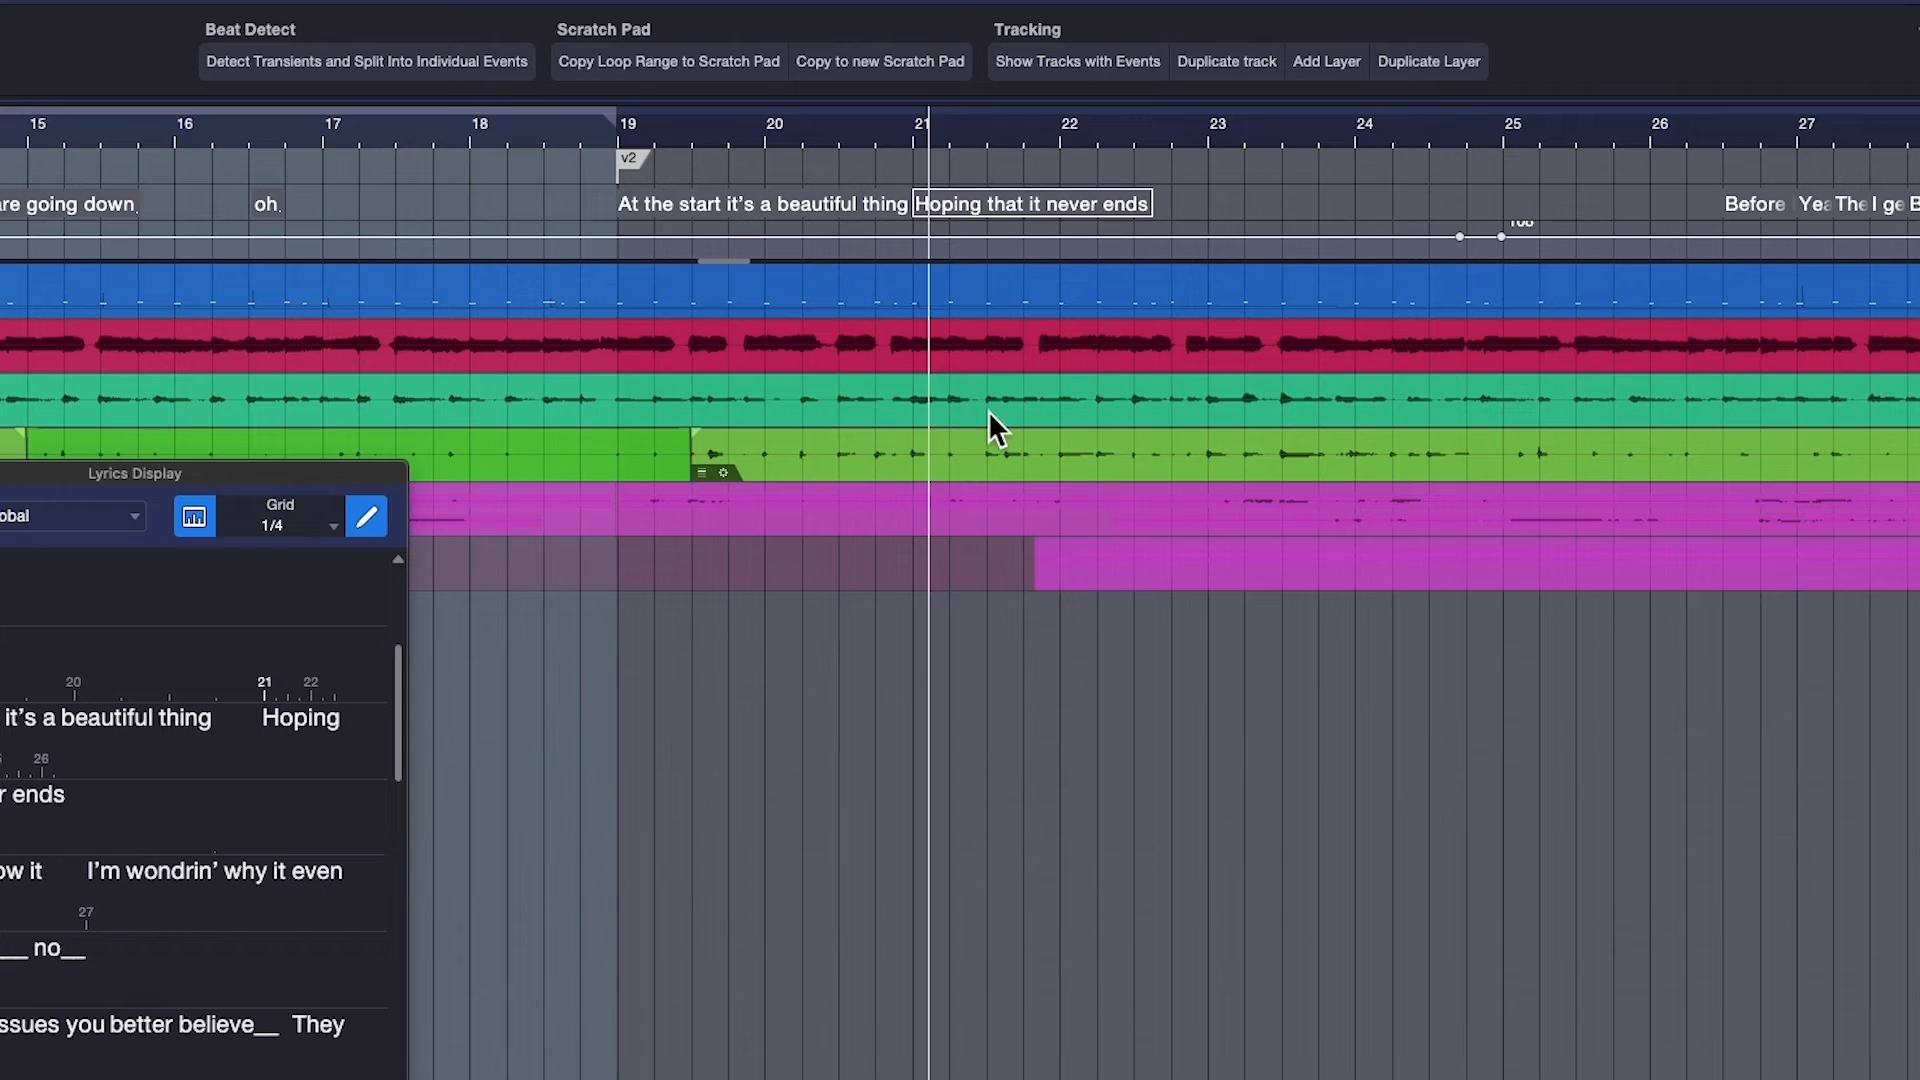 Beat Detect
Scratch Pad
Tracking
Detect Transients and Split Into Individual Events
Copy Loop Range to Scratch Pad
Copy to new Scratch Pad
Show Tracks with Events
Duplicate track
Add Layer
Duplicate Layer
15 16 17 18 19 20 21 22 23 24 25 26 27
v2
re going down.
oh.
At the start it's a beautiful thing
Hoping that it never ends
Before
Lyrics Display
obal
Grid
1/4
20 21 22
it's a beautiful thing Hoping
26
r ends
ow it I'm wondrin' why it even
27
__ no__
ssues you better believe__ They